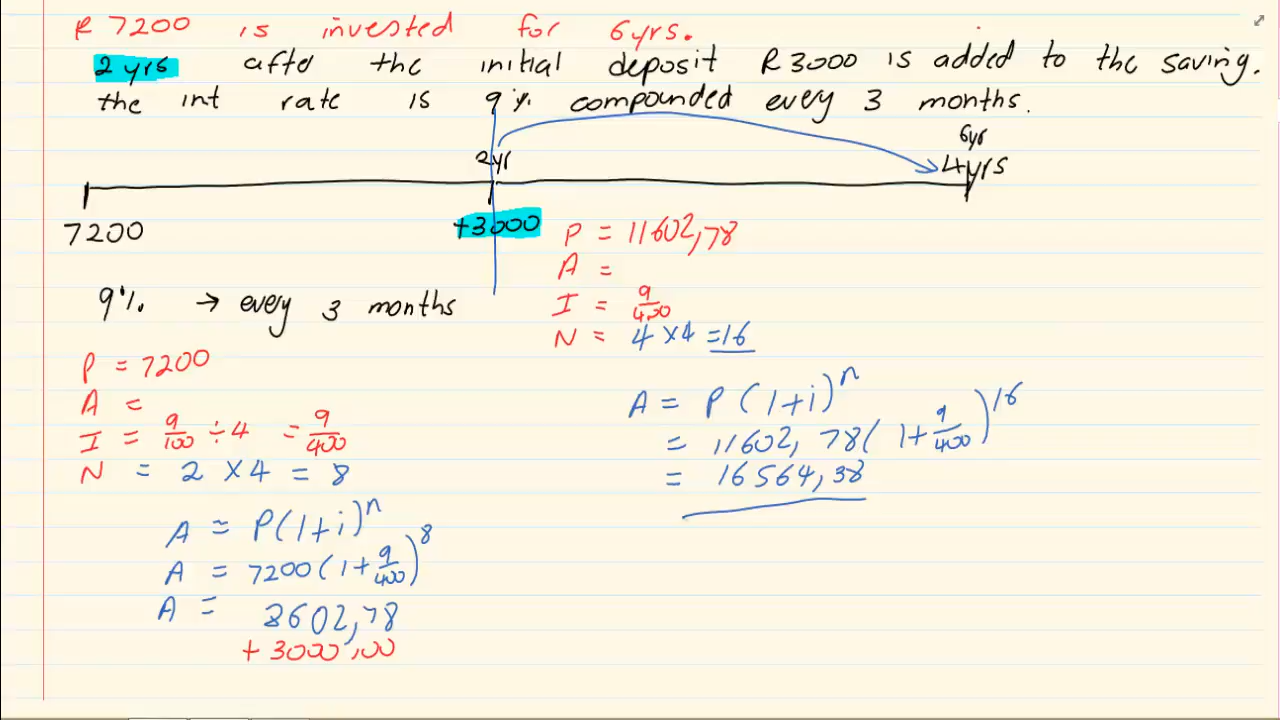 R 7200 is invested for 6yrs.
2 yrs after the initial deposit R3000 is added to the saving.
the int rate is 9% compounded every 3 months.
6yr
2yr
4yrs
7200
+3000
9% → every 3 months
P = 7200
A =
I = 9/100 ÷ 4 = 9/400
N = 2 × 4 = 8
A = P(1+i)^n
A = 7200(1+9/400)^8
A = 8602,78
+ 3000,00
P = 11602,78
A =
I = 9/400
N = 4 × 4 = 16
A = P(1+i)^n
= 11602,78(1+9/400)^16
= 16564,38